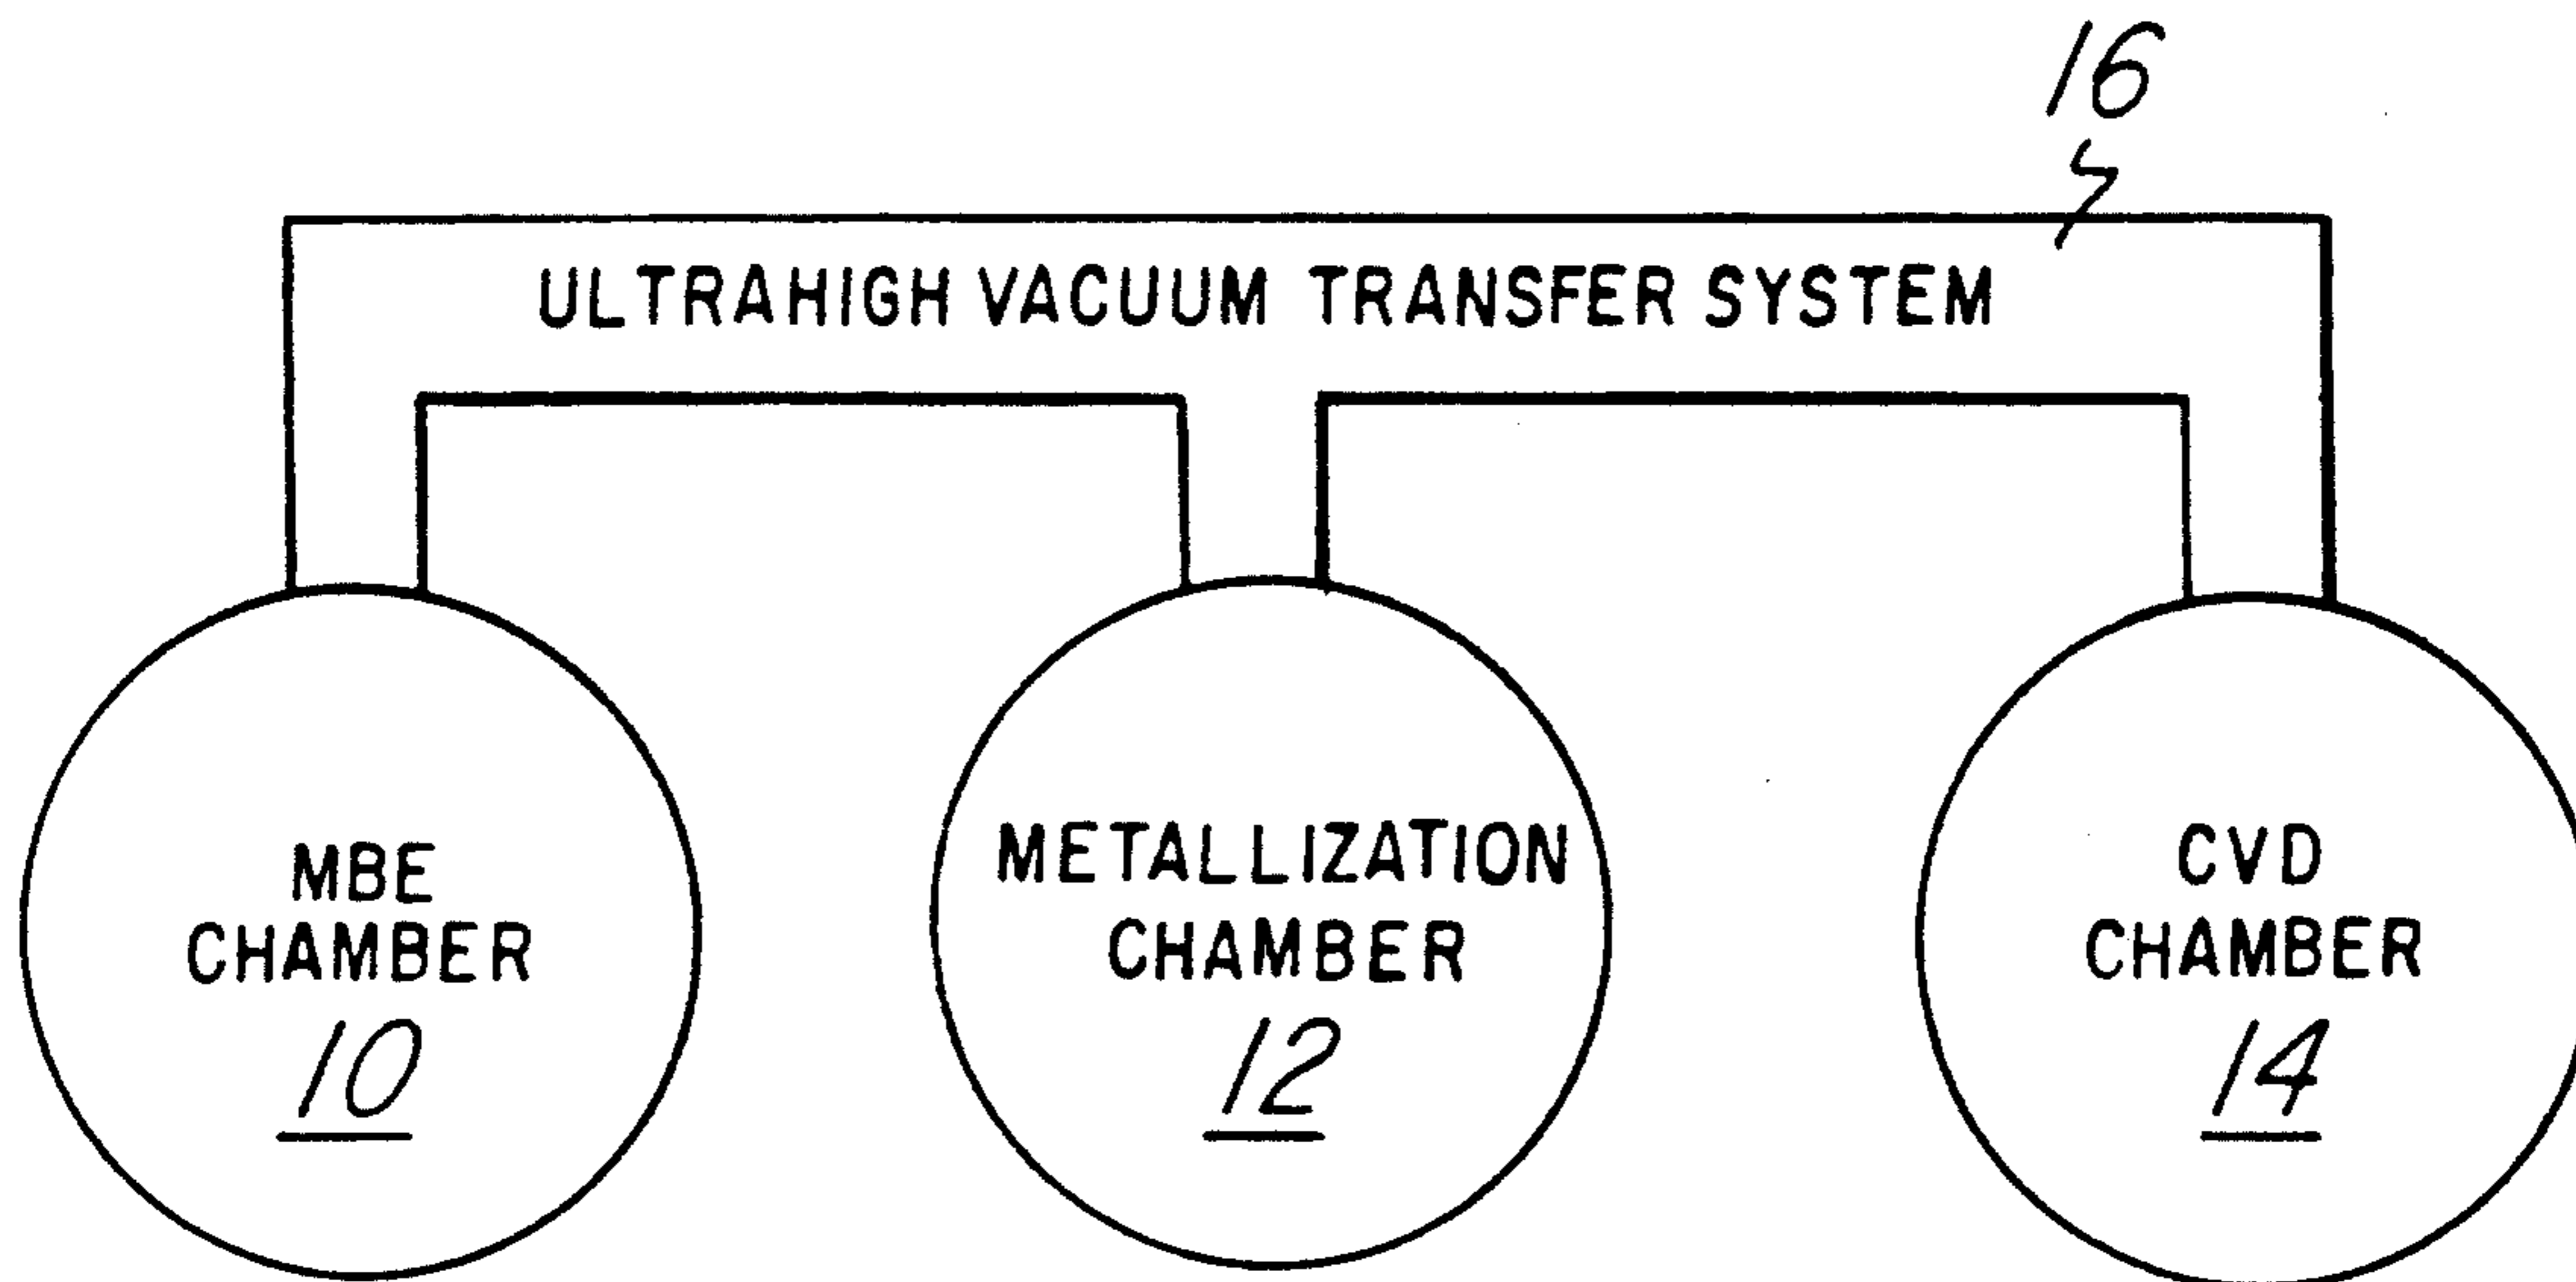 16
ULTRAHIGH VACUUM TRANSFER SYSTEM
MBE
CHAMBER
10
METALLIZATION
CHAMBER
12
CVD
CHAMBER
14